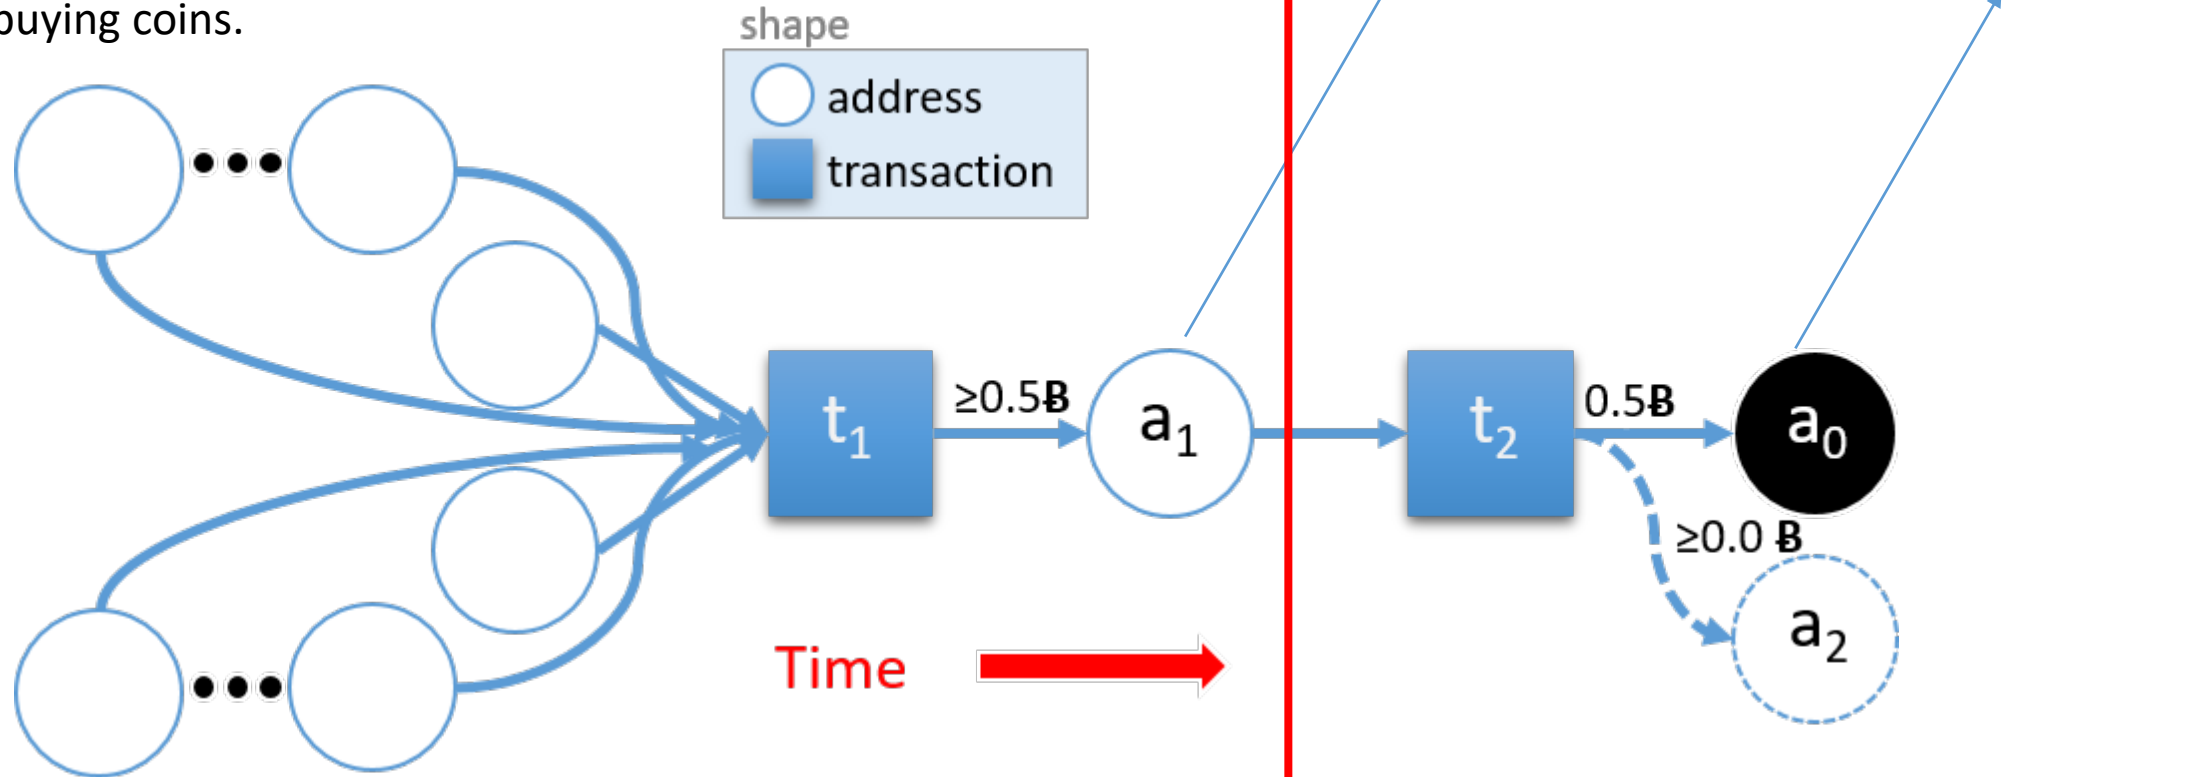 buying coins.
shape
address
transaction
t₁
≥0.5Ƀ
a₁
t₂
0.5Ƀ
a₀
≥0.0 Ƀ
a₂
Time